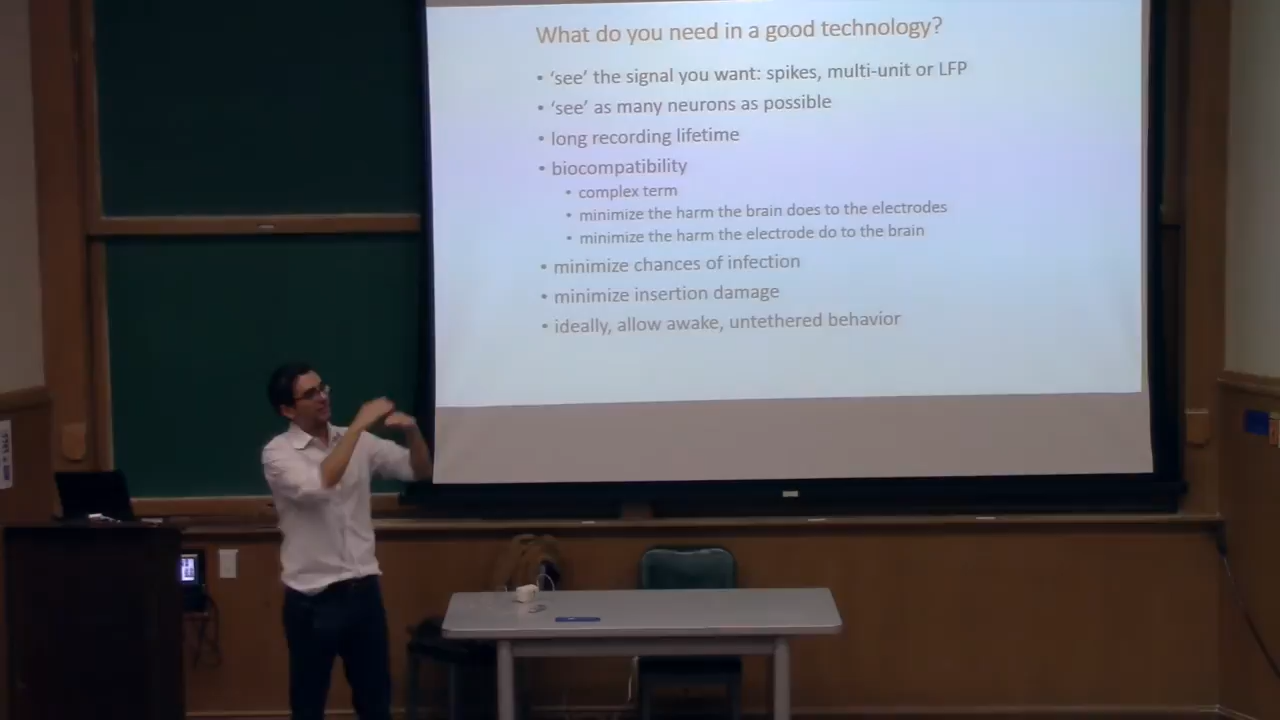 What do you need in a good technology?
• 'see' the signal you want: spikes, multi-unit or LFP
• 'see' as many neurons as possible
• long recording lifetime
• biocompatibility
• complex term
• minimize the harm the brain does to the electrodes
• minimize the harm the electrode do to the brain
• minimize chances of infection
• minimize insertion damage
• ideally, allow awake, untethered behavior